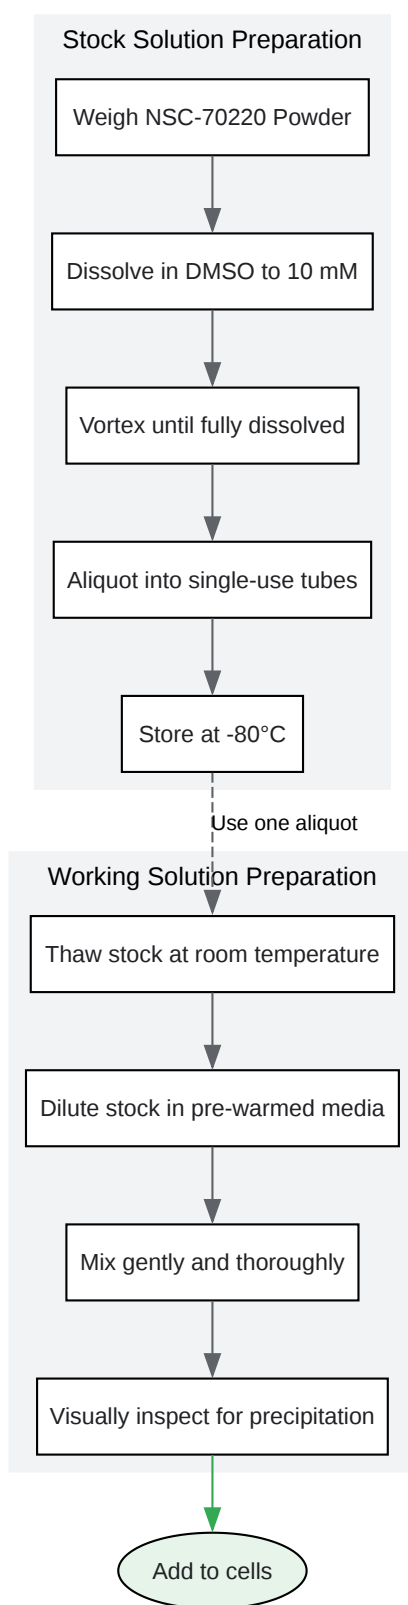 Stock Solution Preparation
Weigh NSC-70220 Powder
Dissolve in DMSO to 10 mM
Vortex until fully dissolved
Aliquot into single-use tubes
Store at -80°C
Use one aliquot
Working Solution Preparation
Thaw stock at room temperature
Dilute stock in pre-warmed media
Mix gently and thoroughly
Visually inspect for precipitation
Add to cells